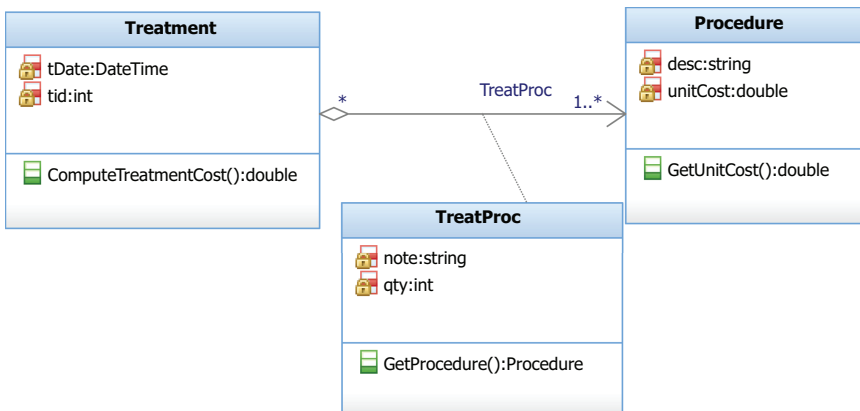 Treatment
tDate:DateTime
tid:int
ComputeTreatmentCost():double
*
TreatProc
1..*
Procedure
desc:string
unitCost:double
GetUnitCost():double
TreatProc
note:string
qty:int
GetProcedure():Procedure